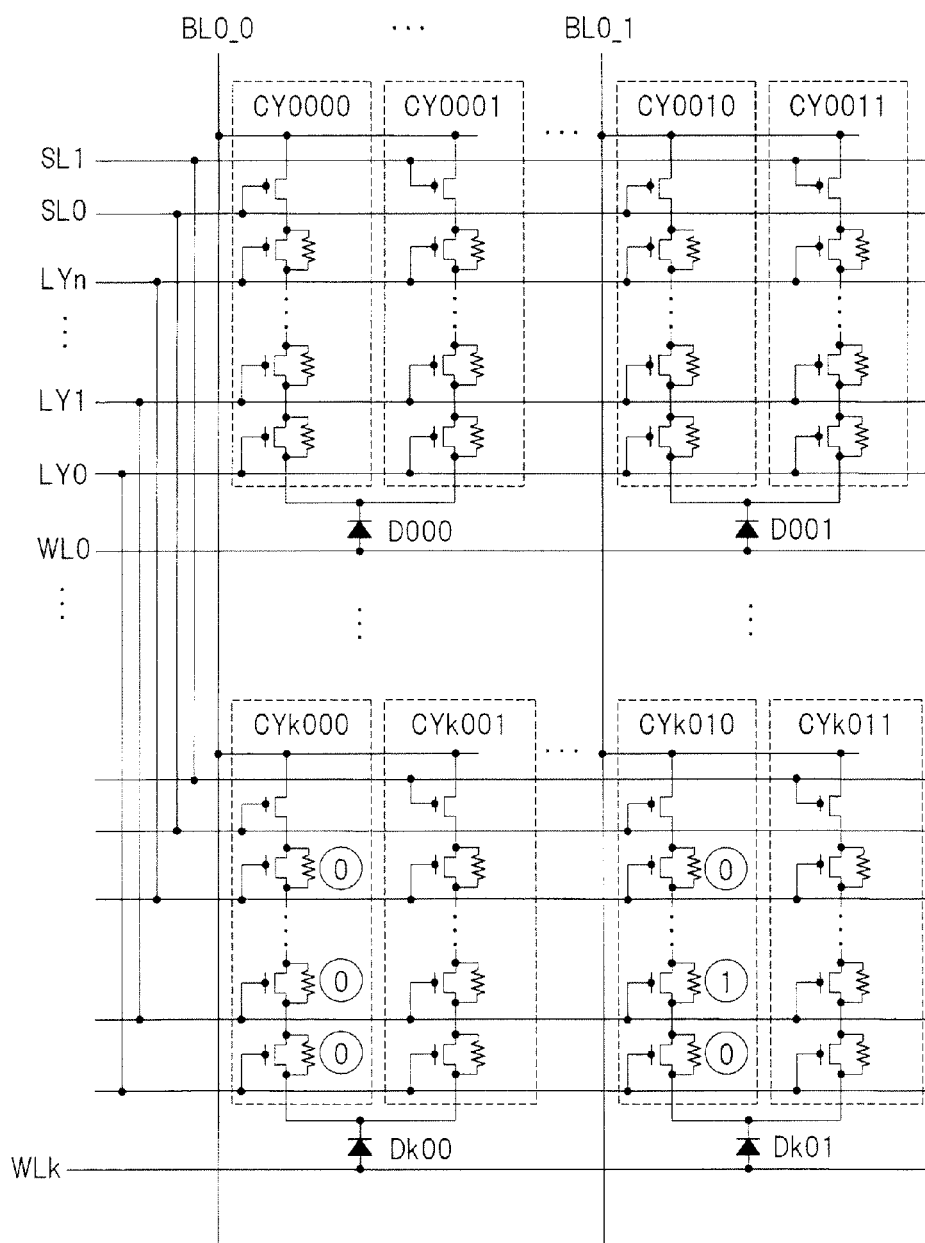 BL0_0 ... BL0_1
CY0000 CY0001 ... CY0010 CY0011
SL1
SL0
LYn
LY1
LY0
D000 D001
WL0
CYk000 CYk001 ... CYk010 CYk011
0 0
0 1
0 0
Dk00 Dk01
WLk